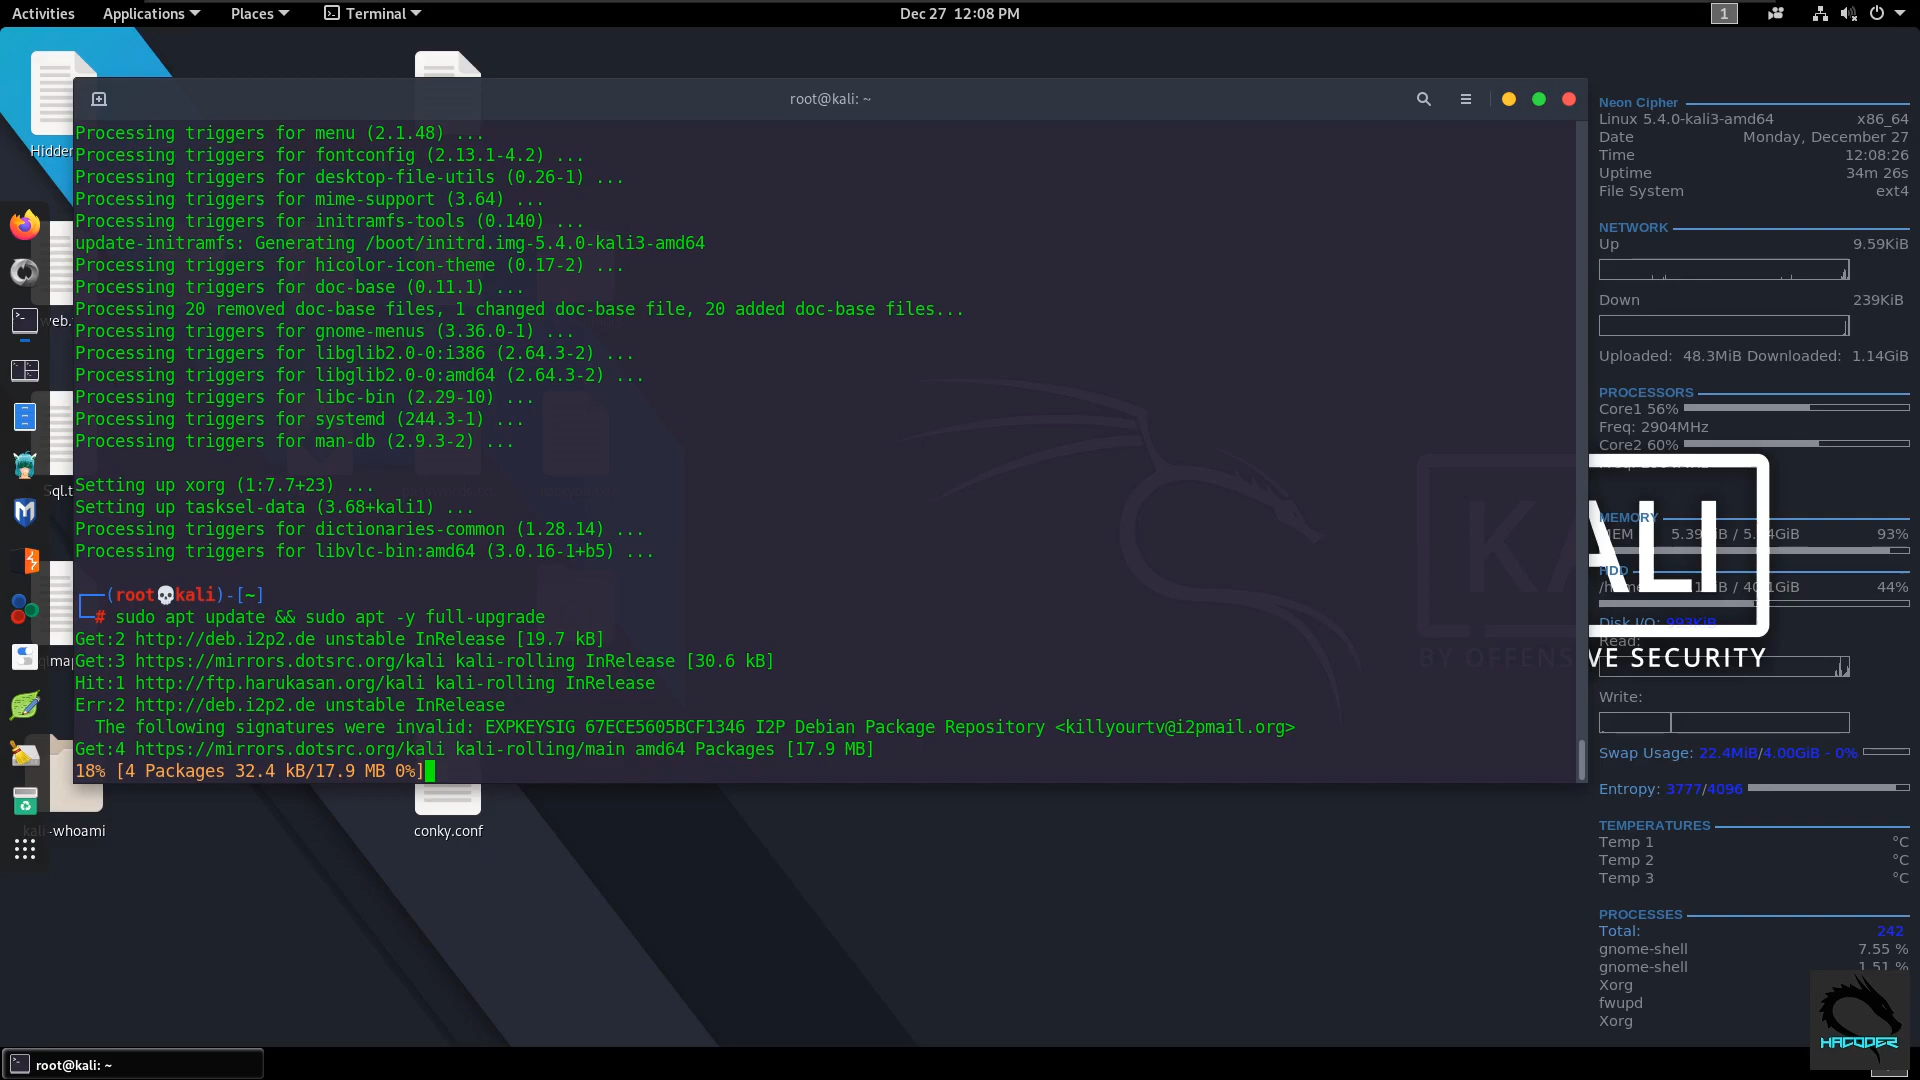 Activities Applications Places Terminal Dec 27 12:08 PM 1
root@kali: ~
Processing triggers for menu (2.1.48) ...
Processing triggers for fontconfig (2.13.1-4.2) ...
Processing triggers for desktop-file-utils (0.26-1) ...
Processing triggers for mime-support (3.64) ...
Processing triggers for initramfs-tools (0.140) ...
update-initramfs: Generating /boot/initrd.img-5.4.0-kali3-amd64
Processing triggers for hicolor-icon-theme (0.17-2) ...
Processing triggers for doc-base (0.11.1) ...
Processing 20 removed doc-base files, 1 changed doc-base file, 20 added doc-base files...
Processing triggers for gnome-menus (3.36.0-1) ...
Processing triggers for libglib2.0-0:i386 (2.64.3-2) ...
Processing triggers for libglib2.0-0:amd64 (2.64.3-2) ...
Processing triggers for libc-bin (2.29-10) ...
Processing triggers for systemd (244.3-1) ...
Processing triggers for man-db (2.9.3-2) ...
Setting up xorg (1:7.7+23) ...
Setting up tasksel-data (3.68+kali1) ...
Processing triggers for dictionaries-common (1.28.14) ...
Processing triggers for libvlc-bin:amd64 (3.0.16-1+b5) ...
┌──(root💀kali)-[~]
└─# sudo apt update && sudo apt -y full-upgrade
Get:2 http://deb.i2p2.de unstable InRelease [19.7 kB]
Get:3 https://mirrors.dotsrc.org/kali kali-rolling InRelease [30.6 kB]
Hit:1 http://ftp.harukasan.org/kali kali-rolling InRelease
Err:2 http://deb.i2p2.de unstable InRelease
  The following signatures were invalid: EXPKEYSIG 67ECE5605BCF1346 I2P Debian Package Repository <killyourtv@i2pmail.org>
Get:4 https://mirrors.dotsrc.org/kali kali-rolling/main amd64 Packages [17.9 MB]
18% [4 Packages 32.4 kB/17.9 MB 0%]
Hidden
web.
Sql.t
kali-whoami
conky.conf
Neon Cipher
Linux 5.4.0-kali3-amd64 x86_64
Date Monday, December 27
Time 12:08:26
Uptime 34m 26s
File System ext4
NETWORK
Up 9.59KiB
Down 239KiB
Uploaded: 48.3MiB Downloaded: 1.14GiB
PROCESSORS
Core1 56%
Freq: 2904MHz
Core2 60%
MEMORY
MEM 93%
HDD
/home 44%
Disk I/O: 993KiB
Read:
KALI
BY OFFENSIVE SECURITY
Write:
Swap Usage: 22.4MiB/4.00GiB - 0%
Entropy: 3777/4096
TEMPERATURES
Temp 1 °C
Temp 2 °C
Temp 3 °C
PROCESSES
Total: 242
gnome-shell 7.55 %
gnome-shell 1.51 %
Xorg
fwupd
Xorg
HACODER
root@kali: ~